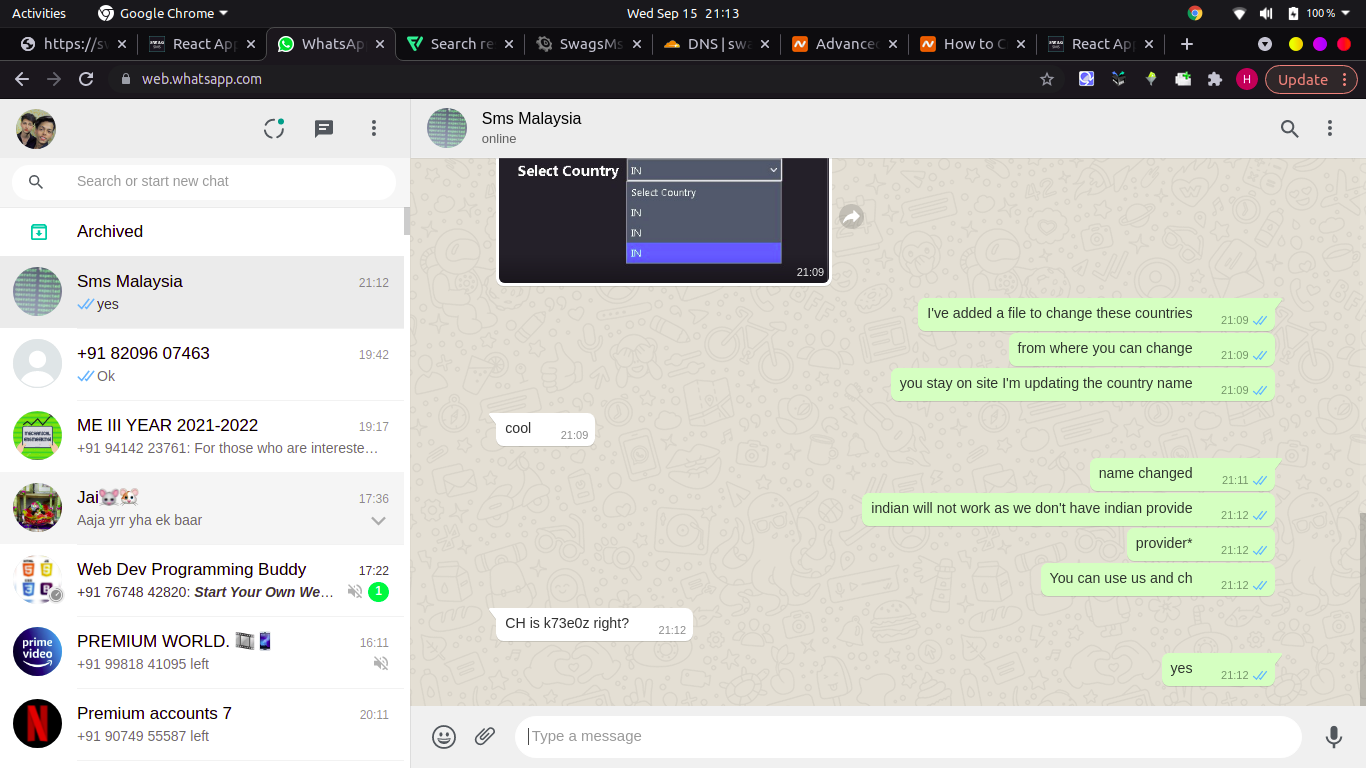 Activities
Google Chrome
Wed Sep 15 21:13
100 %
https://sw
React App
WhatsApp
Search re
SwagsMs
DNS | swa
Advanced
How to C
React App
web.whatsapp.com
H
Update
Search or start new chat
Archived
Sms Malaysia
21:12
yes
+91 82096 07463
19:42
Ok
ME III YEAR 2021-2022
19:17
+91 94142 23761: For those who are intereste…
Jai🐭🐹
17:36
Aaja yrr yha ek baar
Web Dev Programming Buddy
17:22
+91 76748 42820: Start Your Own We…
1
prime
video
PREMIUM WORLD. 🎞📱
16:11
+91 99818 41095 left
Premium accounts 7
20:11
+91 90749 55587 left
Sms Malaysia
online
Select Country
IN
Select Country
IN
IN
IN
21:09
I've added a file to change these countries
21:09
from where you can change
21:09
you stay on site I'm updating the country name
21:09
cool
21:09
name changed
21:11
indian will not work as we don't have indian provide
21:12
provider*
21:12
You can use us and ch
21:12
CH is k73e0z right?
21:12
yes
21:12
Type a message